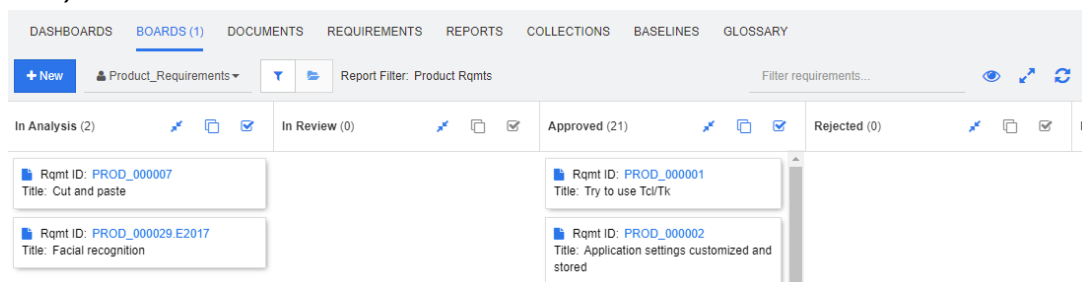 DASHBOARDS BOARDS (1) DOCUMENTS REQUIREMENTS REPORTS COLLECTIONS BASELINES GLOSSARY
+ New Product_Requirements Report Filter: Product Rqmts Filter requirements...
In Analysis (2) In Review (0) Approved (21) Rejected (0)
Rqmt ID: PROD_000007
Title: Cut and paste
Rqmt ID: PROD_000029.E2017
Title: Facial recognition
Rqmt ID: PROD_000001
Title: Try to use Tcl/Tk
Rqmt ID: PROD_000002
Title: Application settings customized and
stored